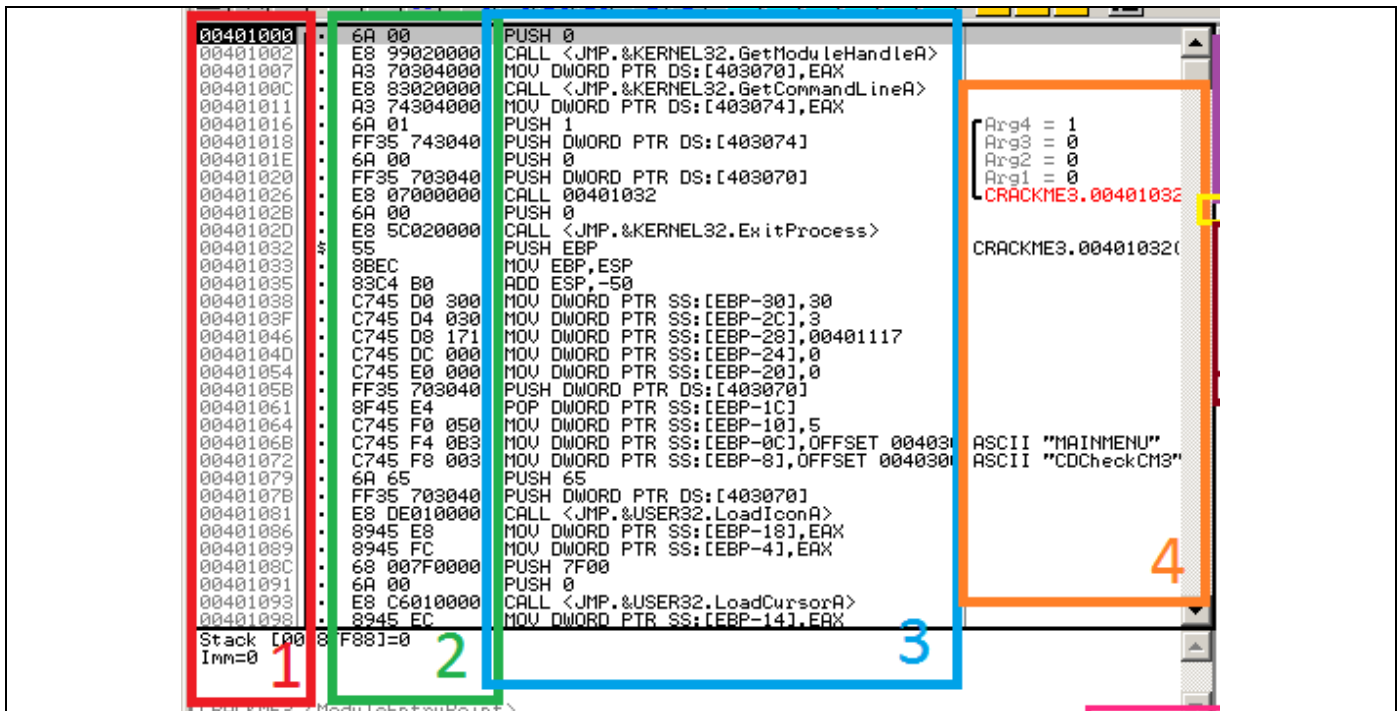 00401000 · 6A 00 PUSH 0
00401002 · E8 99020000 CALL <JMP.&KERNEL32.GetModuleHandleA>
00401007 · A3 70304000 MOV DWORD PTR DS:[403070],EAX
0040100C · E8 83020000 CALL <JMP.&KERNEL32.GetCommandLineA>
00401011 · A3 74304000 MOV DWORD PTR DS:[403074],EAX
00401016 · 6A 01 PUSH 1 Arg4 = 1
00401018 · FF35 743040 PUSH DWORD PTR DS:[403074] Arg3 = 0
0040101E · 6A 00 PUSH 0 Arg2 = 0
00401020 · FF35 703040 PUSH DWORD PTR DS:[403070] Arg1 = 0
00401026 · E8 07000000 CALL 00401032 CRACKME3.00401032
0040102B · 6A 00 PUSH 0
0040102D · E8 5C020000 CALL <JMP.&KERNEL32.ExitProcess>
00401032 $ 55 PUSH EBP CRACKME3.00401032(
00401033 · 8BEC MOV EBP,ESP
00401035 · 83C4 B0 ADD ESP,-50
00401038 · C745 D0 300 MOV DWORD PTR SS:[EBP-30],30
0040103F · C745 D4 030 MOV DWORD PTR SS:[EBP-2C],3
00401046 · C745 D8 171 MOV DWORD PTR SS:[EBP-28],00401117
0040104D · C745 DC 000 MOV DWORD PTR SS:[EBP-24],0
00401054 · C745 E0 000 MOV DWORD PTR SS:[EBP-20],0
0040105B · FF35 703040 PUSH DWORD PTR DS:[403070]
00401061 · 8F45 E4 POP DWORD PTR SS:[EBP-1C]
00401064 · C745 F0 050 MOV DWORD PTR SS:[EBP-10],5
0040106B · C745 F4 0B3 MOV DWORD PTR SS:[EBP-0C],OFFSET 004030 ASCII "MAINMENU"
00401072 · C745 F8 003 MOV DWORD PTR SS:[EBP-8],OFFSET 0040300 ASCII "CDCheckCM3"
00401079 · 6A 65 PUSH 65
0040107B · FF35 703040 PUSH DWORD PTR DS:[403070]
00401081 · E8 DE010000 CALL <JMP.&USER32.LoadIconA>
00401086 · 8945 E8 MOV DWORD PTR SS:[EBP-18],EAX
00401089 · 8945 FC MOV DWORD PTR SS:[EBP-4],EAX
0040108C · 68 007F0000 PUSH 7F00
00401091 · 6A 00 PUSH 0
00401093 · E8 C6010000 CALL <JMP.&USER32.LoadCursorA>
00401098 · 8945 EC MOV DWORD PTR SS:[EBP-14],EAX
Stack F88]=0
Imm=0
1 2 3 4